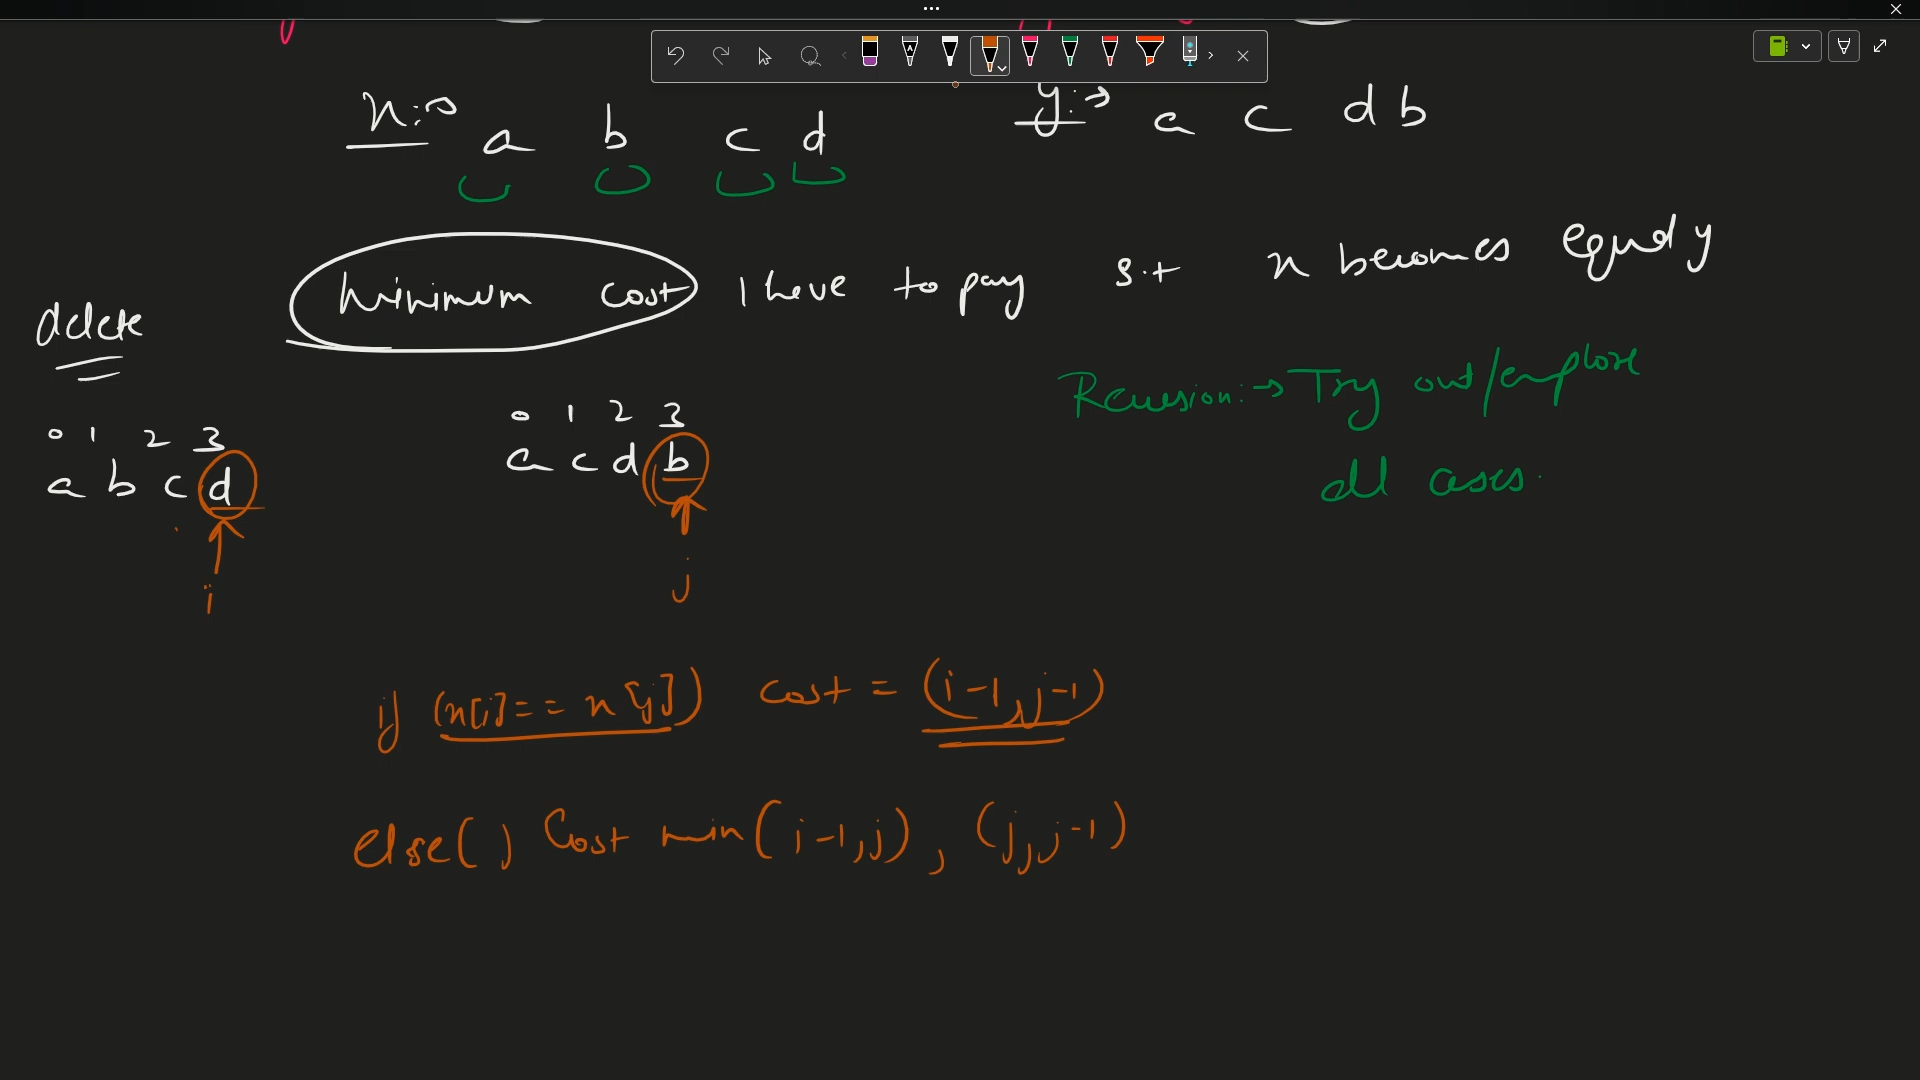 x:→ a b c d
y:→ a c d b
minimum cost I have to pay s.t x becomes equal y
delete
Recursion:→ Try out/explore
all cases.
0 1 2 3
a b c d
i
0 1 2 3
a c d b
j
if (x[i]== x[j]) cost = (i-1,j-1)
else() Cost min(i-1,j), (j,j-1)